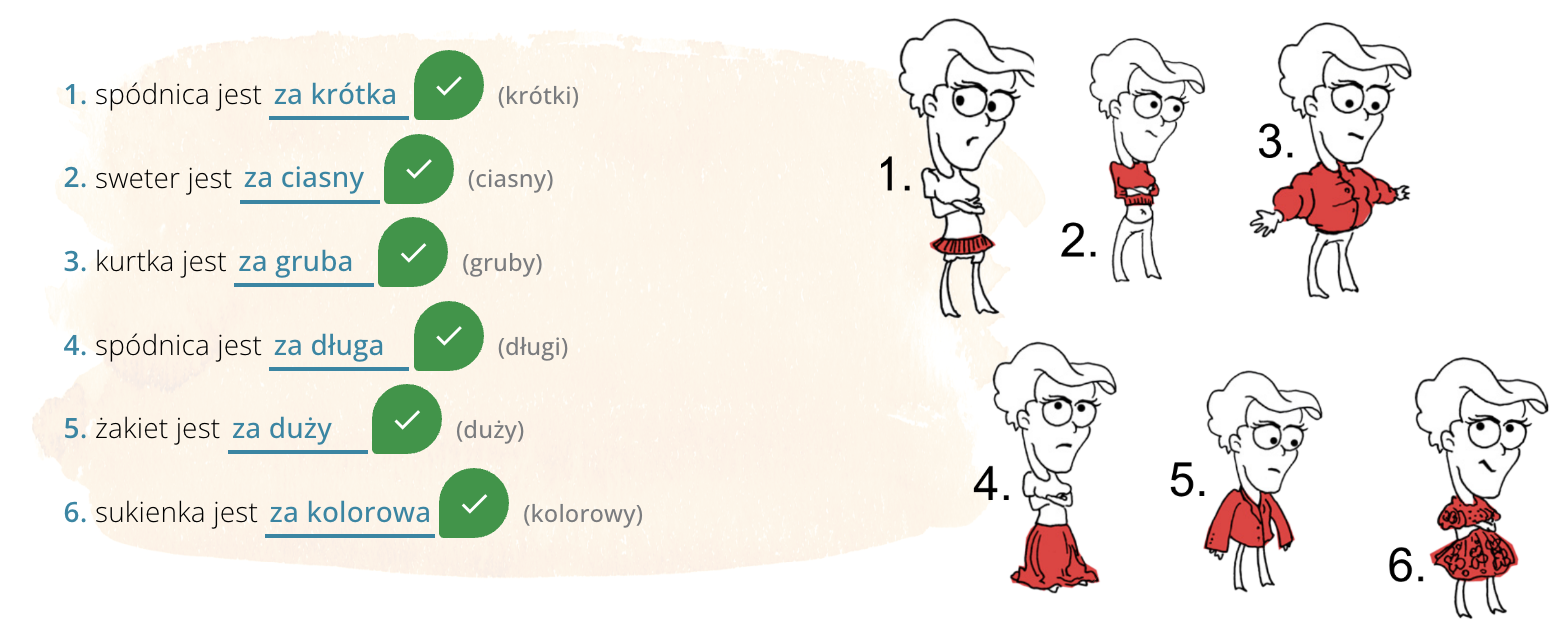 1. spódnica jest za krótka (krótki)
2. sweter jest za ciasny (ciasny)
3. kurtka jest za gruba (gruby)
4. spódnica jest za długa (długi)
5. żakiet jest za duży (duży)
6. sukienka jest za kolorowa (kolorowy)
1.
2.
3.
4.
5.
6.